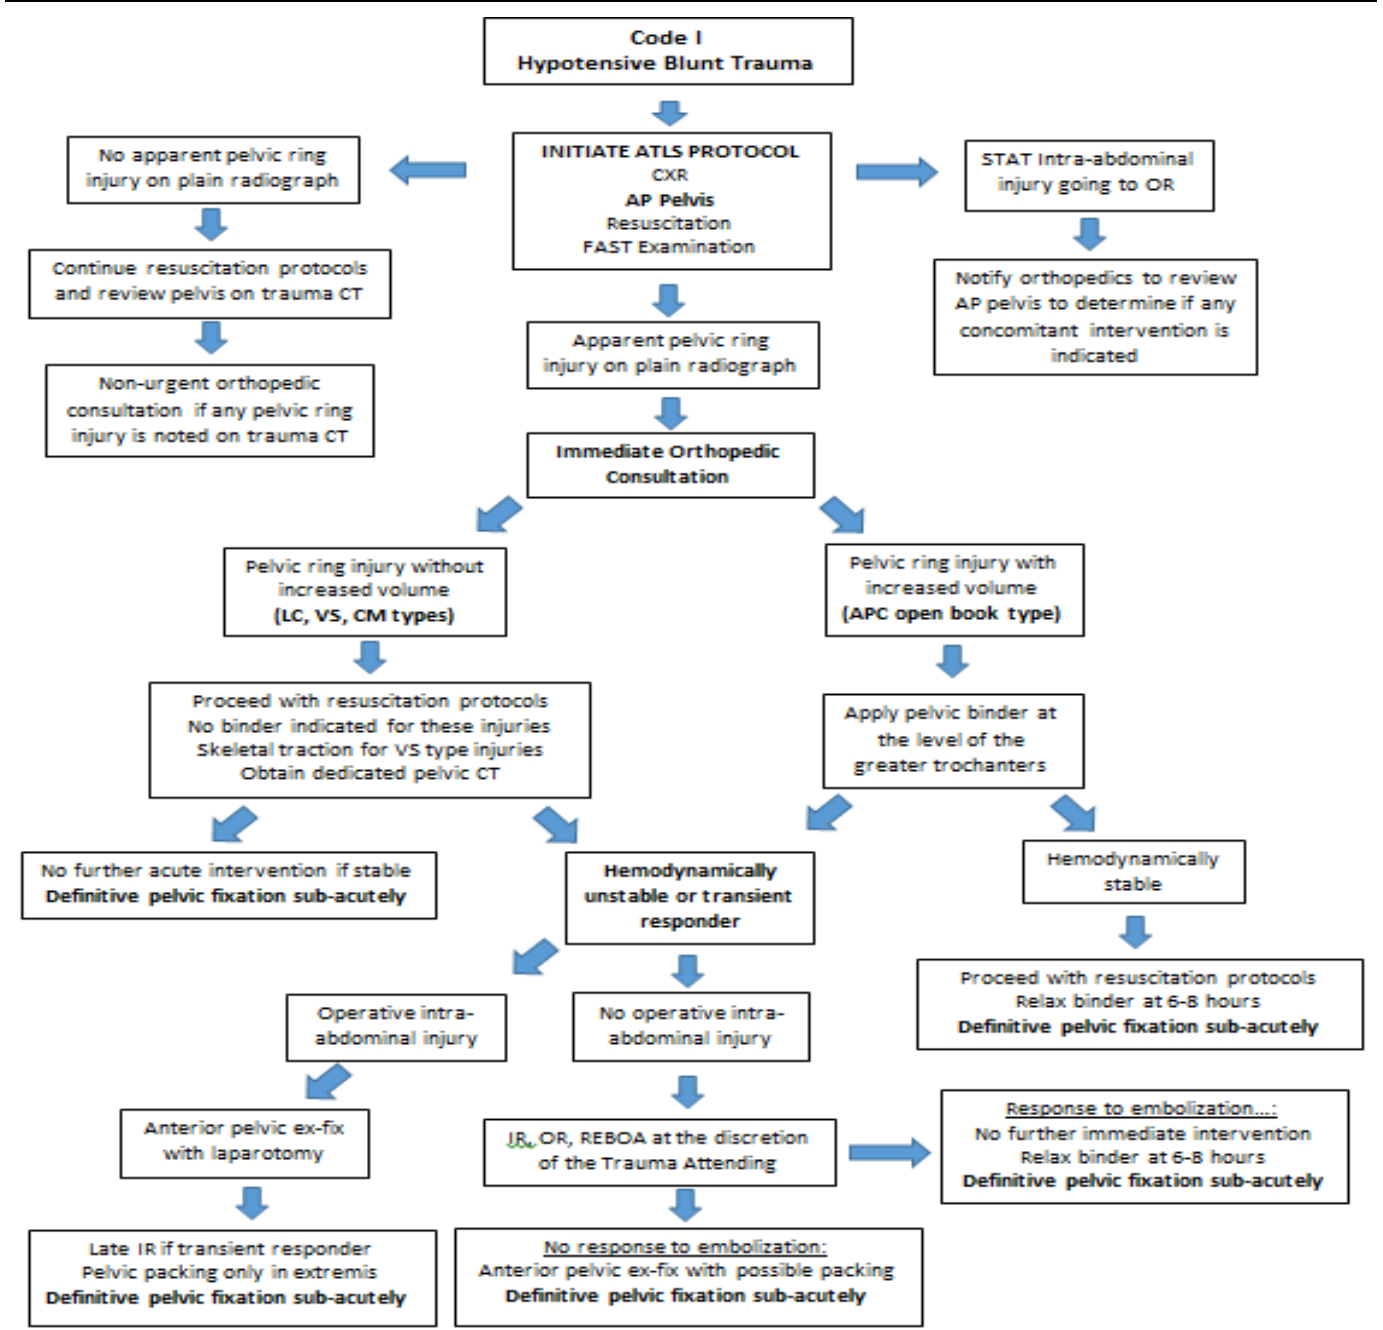 Code I
Hypotensive Blunt Trauma
INITIATE ATLS PROTOCOL
CXR
AP Pelvis
Resuscitation
FAST Examination
No apparent pelvic ring
injury on plain radiograph
STAT Intra-abdominal
injury going to OR
Continue resuscitation protocols
and review pelvis on trauma CT
Notify orthopedics to review
AP pelvis to determine if any
concomitant intervention is
indicated
Non-urgent orthopedic
consultation if any pelvic ring
injury is noted on trauma CT
Apparent pelvic ring
injury on plain radiograph
Immediate Orthopedic
Consultation
Pelvic ring injury without
increased volume
(LC, VS, CM types)
Pelvic ring injury with
increased volume
(APC open book type)
Proceed with resuscitation protocols
No binder indicated for these injuries
Skeletal traction for VS type injuries
Obtain dedicated pelvic CT
Apply pelvic binder at
the level of the
greater trochanters
No further acute intervention if stable
Definitive pelvic fixation sub-acutely
Hemodynamically
unstable or transient
responder
Hemodynamically
stable
Operative intra-
abdominal injury
No operative intra-
abdominal injury
Proceed with resuscitation protocols
Relax binder at 6-8 hours
Definitive pelvic fixation sub-acutely
Anterior pelvic ex-fix
with laparotomy
IR, OR, REBOA at the discretion
of the Trauma Attending
Response to embolization...:
No further immediate intervention
Relax binder at 6-8 hours
Definitive pelvic fixation sub-acutely
Late IR if transient responder
Pelvic packing only in extremis
Definitive pelvic fixation sub-acutely
No response to embolization:
Anterior pelvic ex-fix with possible packing
Definitive pelvic fixation sub-acutely